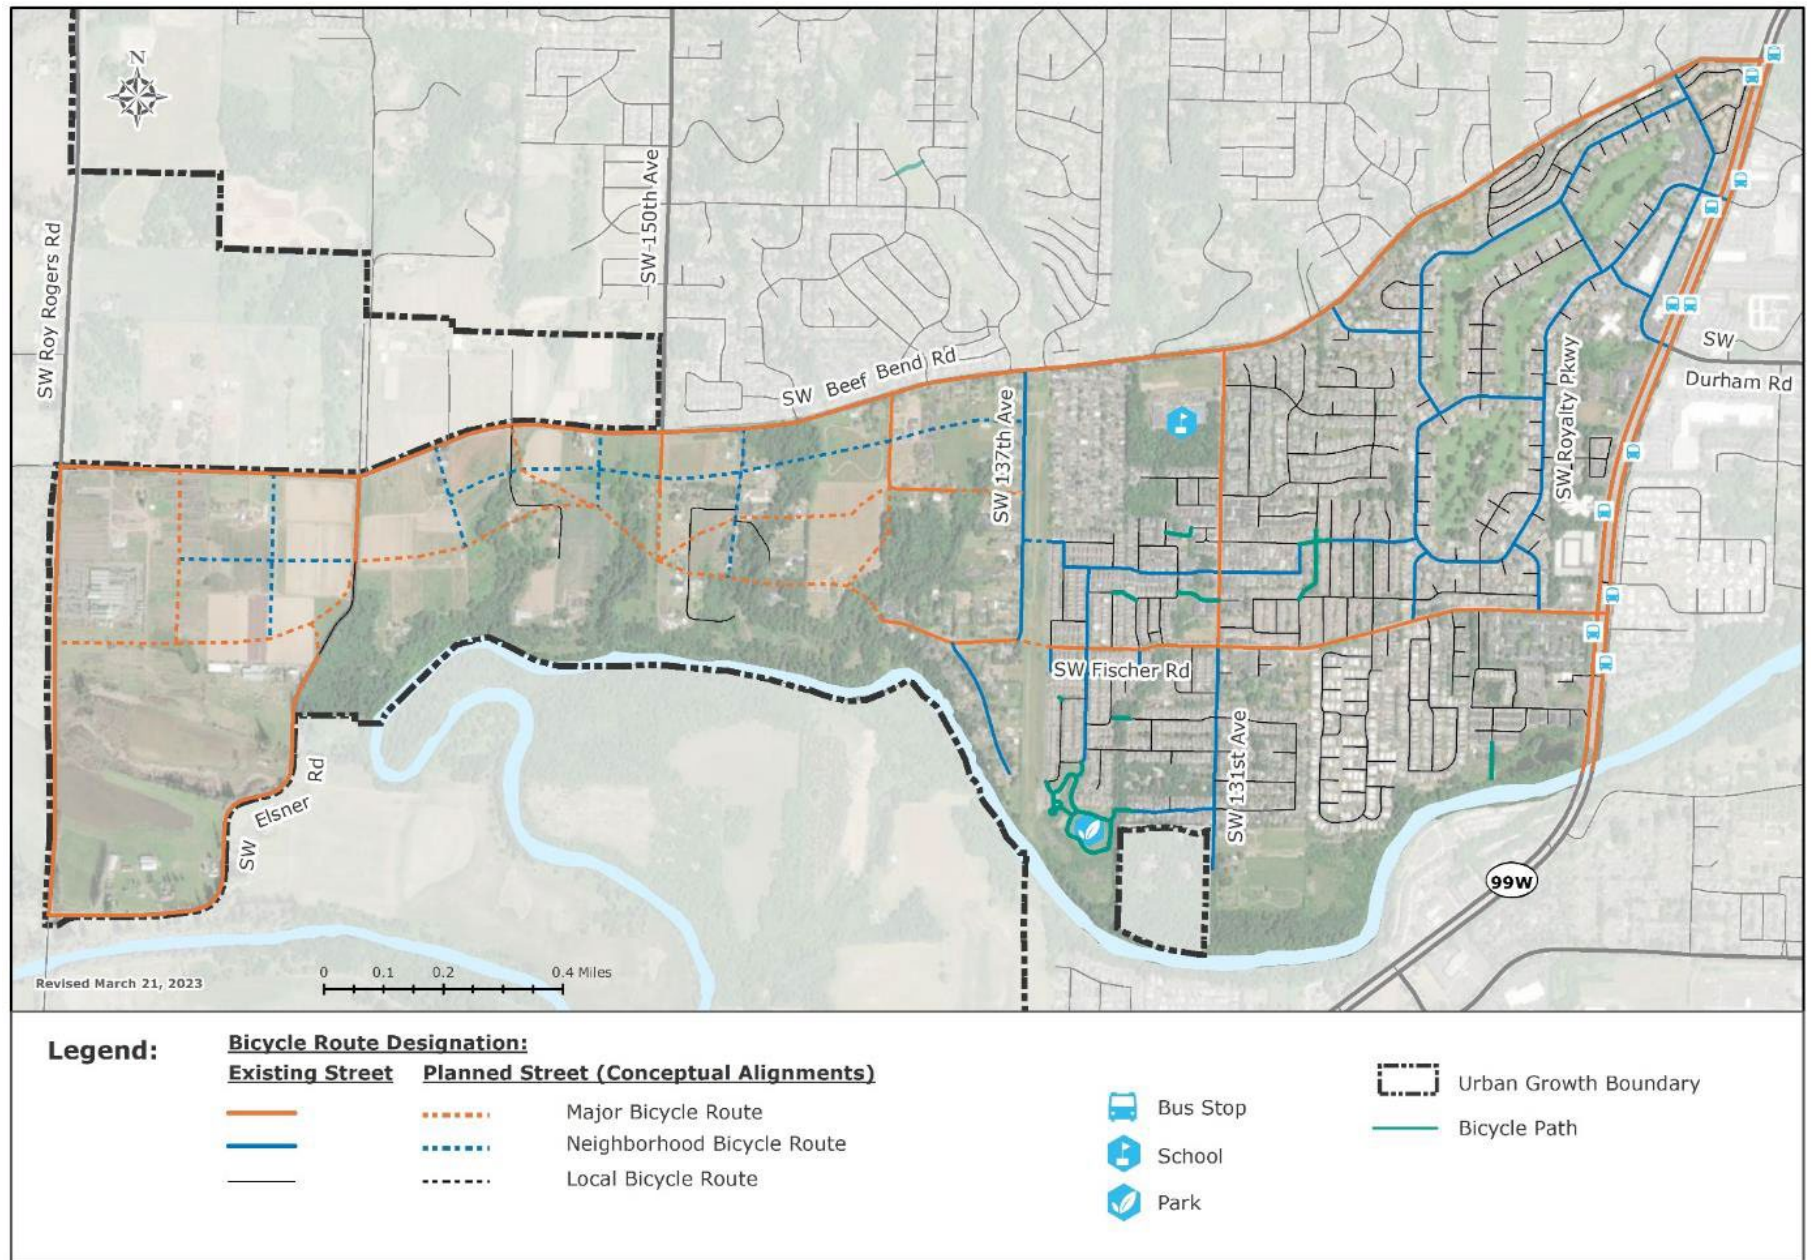 N
SW Roy Rogers Rd
SW 150th Ave
SW Beef Bend Rd
SW 137th Ave
SW Royalty Pkwy
SW
Durham Rd
SW Fischer Rd
SW 131st Ave
SW Elsner Rd
99W
Revised March 21, 2023
0 0.1 0.2 0.4 Miles
Legend:
Bicycle Route Designation:
Existing Street Planned Street (Conceptual Alignments)
Major Bicycle Route
Neighborhood Bicycle Route
Local Bicycle Route
Bus Stop
School
Park
Urban Growth Boundary
Bicycle Path